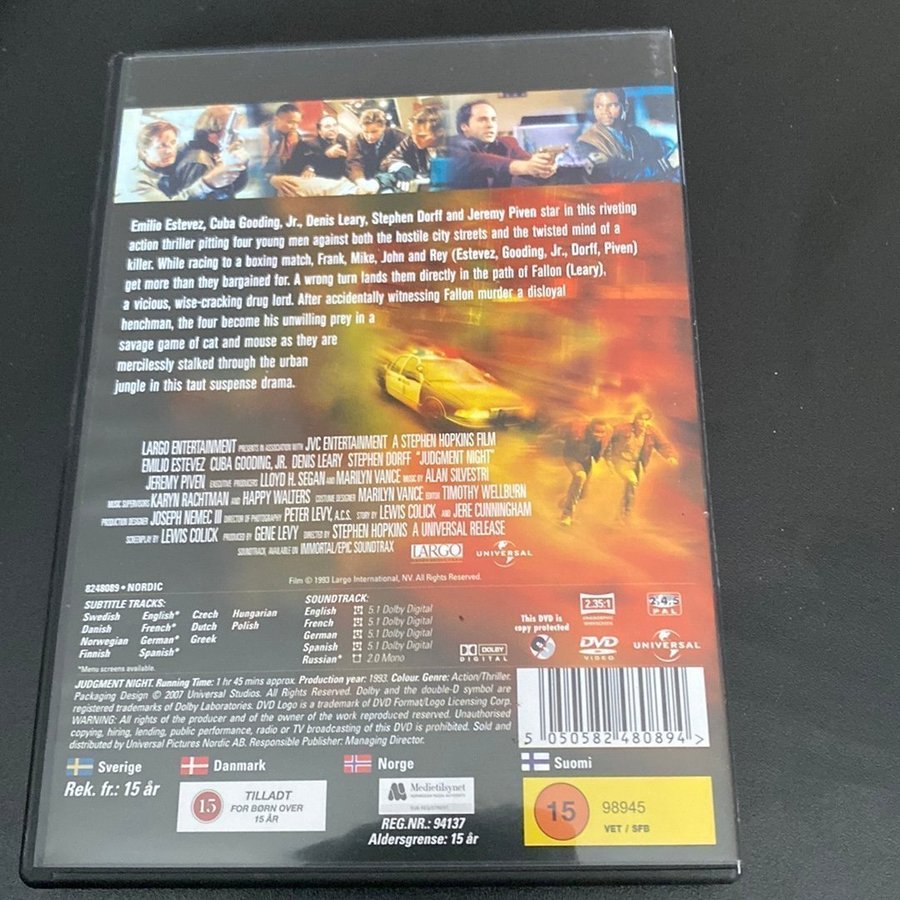 Emilio Estevez, Cuba Gooding, Jr., Denis Leary, Stephen Dorff and Jeremy Piven star in this riveting
action thriller pitting four young men against both the hostile city streets and the twisted mind of a
killer. While racing to a boxing match, Frank, Mike, John and Rey (Estevez, Gooding, Jr., Dorff, Piven)
get more than they bargained for. A wrong turn lands them directly in the path of Fallon (Leary),
a vicious, wise-cracking drug lord. After accidentally witnessing Fallon murder a disloyal
henchman, the four become his unwilling prey in a
savage game of cat and mouse as they are
mercilessly stalked through the urban
jungle in this taut suspense drama.
LARGO ENTERTAINMENT PRESENTS IN ASSOCIATION WITH JVC ENTERTAINMENT A STEPHEN HOPKINS FILM
EMILIO ESTEVEZ CUBA GOODING, JR. DENIS LEARY STEPHEN DORFF "JUDGMENT NIGHT"
JEREMY PIVEN EXECUTIVE PRODUCERS LLOYD H. SEGAN AND MARILYN VANCE MUSIC BY ALAN SILVESTRI
MUSIC SUPERVISORS KARYN RACHTMAN AND HAPPY WALTERS COSTUME DESIGNER MARILYN VANCE EDITOR TIMOTHY WELLBURN
PRODUCTION DESIGNER JOSEPH NEMEC III DIRECTOR OF PHOTOGRAPHY PETER LEVY, A.C.S. STORY BY LEWIS COLICK AND JERE CUNNINGHAM
SCREENPLAY BY LEWIS COLICK PRODUCED BY GENE LEVY DIRECTED BY STEPHEN HOPKINS A UNIVERSAL RELEASE
SOUNDTRACK AVAILABLE ON IMMORTAL/EPIC SOUNDTRAX LARGO UNIVERSAL
Film © 1993 Largo International, NV. All Rights Reserved.
8248089 • NORDIC
SUBTITLE TRACKS:
Swedish English* Czech Hungarian
Danish French* Dutch Polish
Norwegian German* Greek
Finnish Spanish*
*Menu screens available.
SOUNDTRACK:
English 5.1 Dolby Digital
French 5.1 Dolby Digital
German 5.1 Dolby Digital
Spanish 5.1 Dolby Digital
Russian* 2.0 Mono
DOLBY
DIGITAL
This DVD is
copy protected
2.35:1
2.4.5
PAL
DVD
VIDEO
UNIVERSAL
JUDGMENT NIGHT. Running Time: 1 hr 45 mins approx. Production year: 1993. Colour. Genre: Action/Thriller.
Packaging Design © 2007 Universal Studios. All Rights Reserved. Dolby and the double-D symbol are
registered trademarks of Dolby Laboratories. DVD Logo is a trademark of DVD Format/Logo Licensing Corp.
WARNING: All rights of the producer and of the owner of the work reproduced reserved. Unauthorised
copying, hiring, lending, public performance, radio or TV broadcasting of this DVD is prohibited. Sold and
distributed by Universal Pictures Nordic AB. Responsible Publisher: Managing Director.
5 050582 480894 >
Sverige
Rek. fr.: 15 år
Danmark
15
TILLADT
FOR BØRN OVER
15 ÅR
Norge
Medietilsynet
REG.NR.: 94137
Aldersgrense: 15 år
Suomi
15
98945
VET / SFB